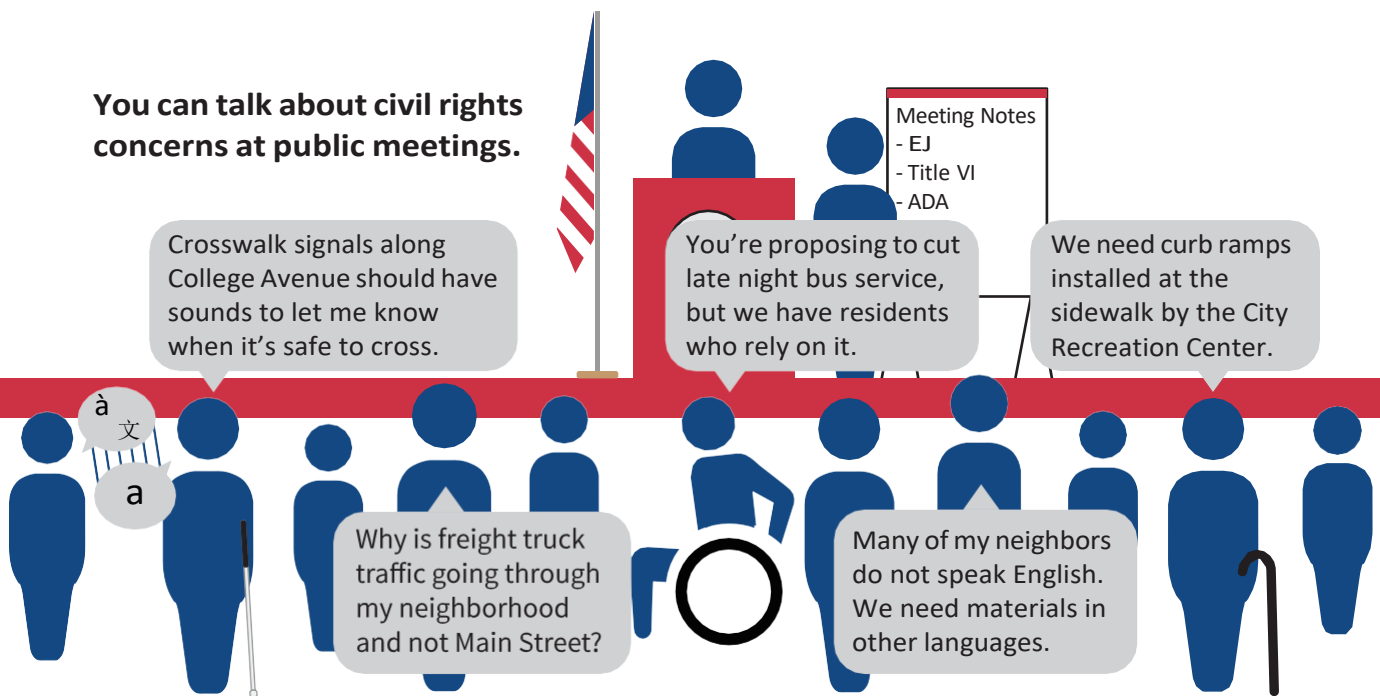 You can talk about civil rights
concerns at public meetings.
Meeting Notes
- EJ
- Title VI
- ADA
Crosswalk signals along
College Avenue should have
sounds to let me know
when it's safe to cross.
You’re proposing to cut
late night bus service,
but we have residents
who rely on it.
We need curb ramps
installed at the
sidewalk by the City
Recreation Center.
à
文
a
Why is freight truck
traffic going through
my neighborhood
and not Main Street?
Many of my neighbors
do not speak English.
We need materials in
other languages.